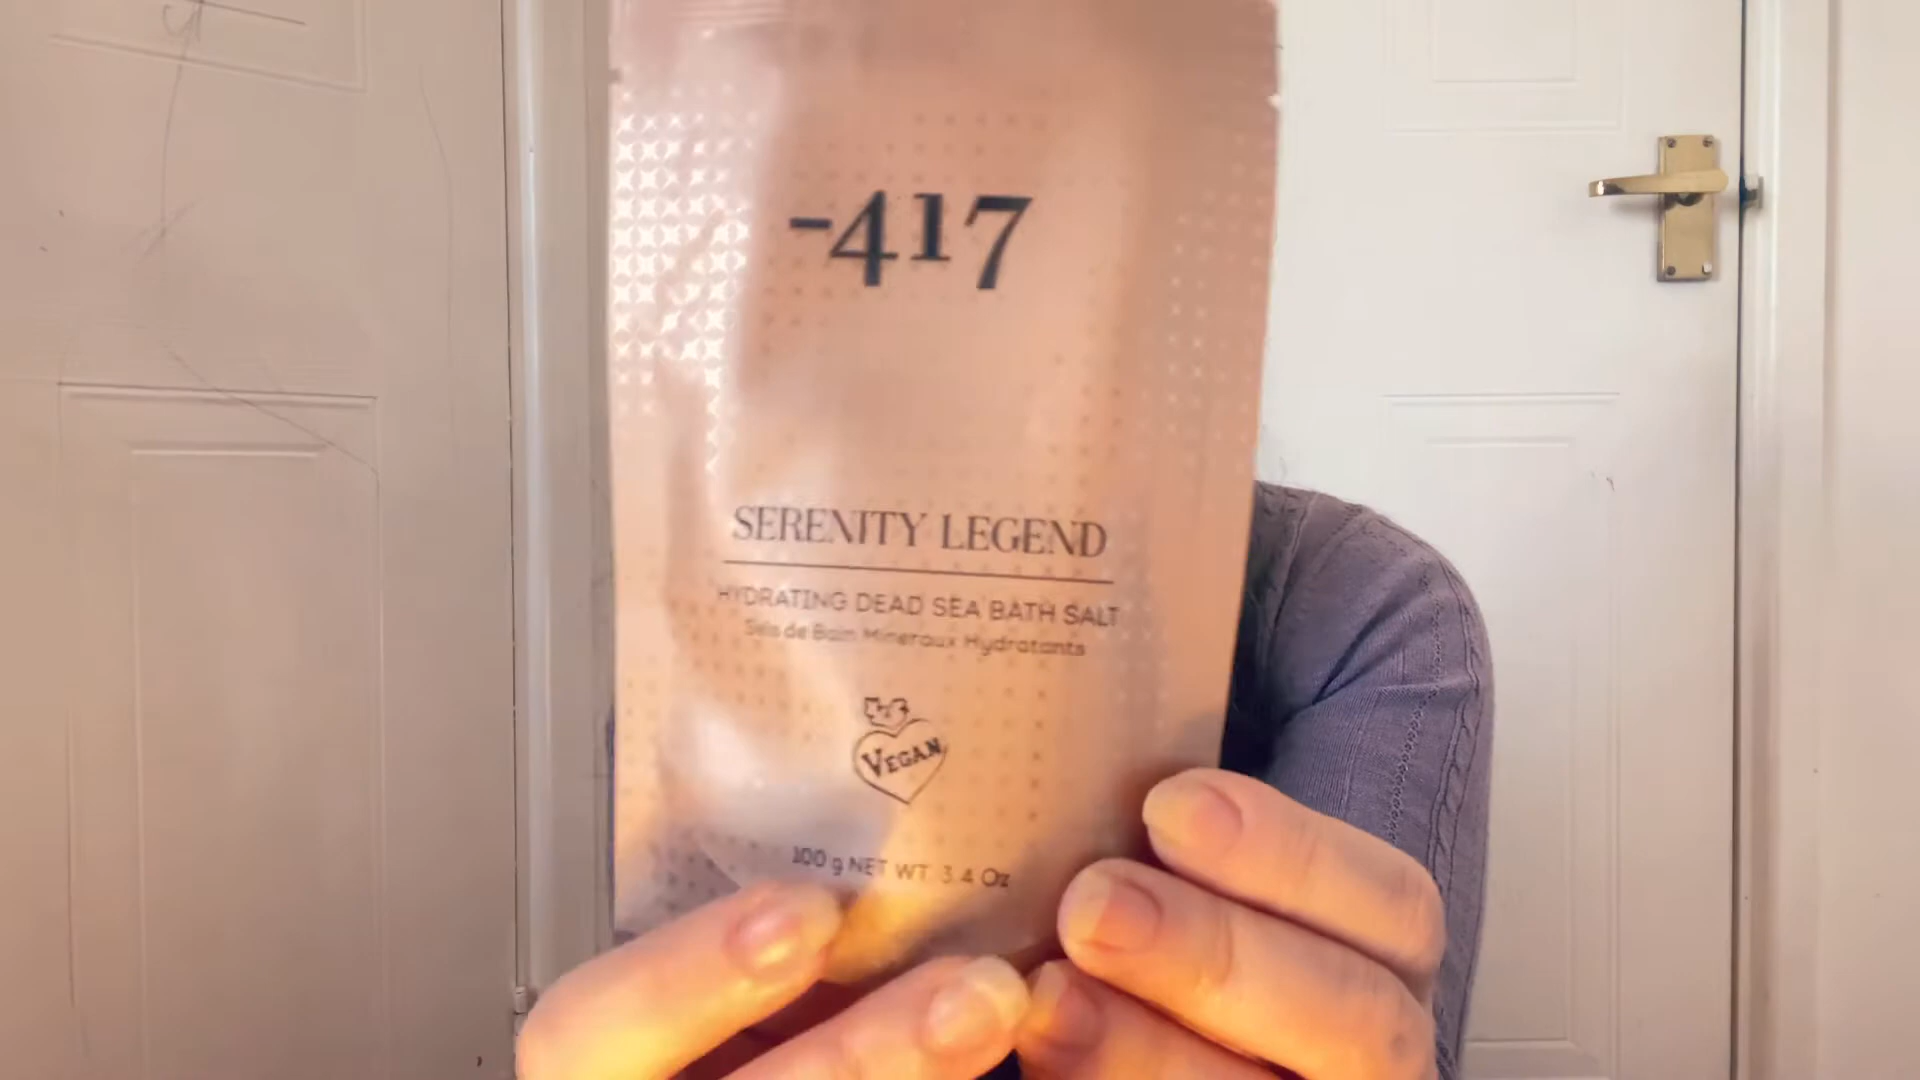 -417
SERENITY LEGEND
HYDRATING DEAD SEA BATH SALT
Sels de Bain Mineraux Hydratants
VEGAN
100 g NET WT. 3.4 Oz